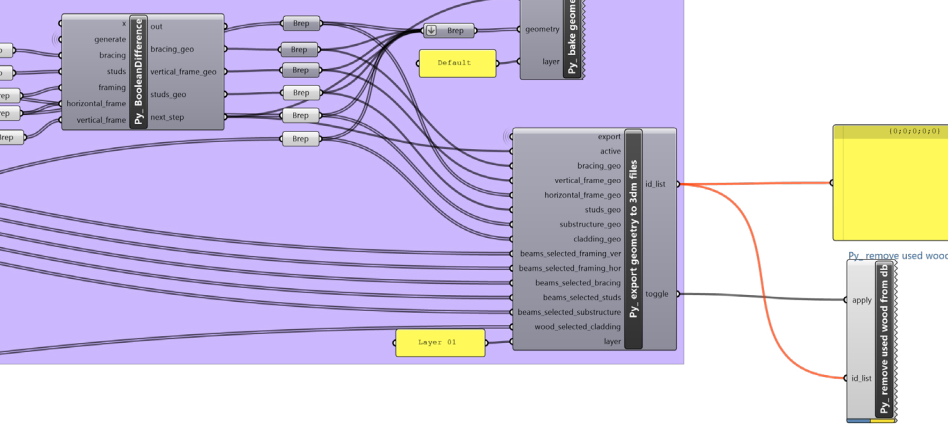 x
generate
bracing
studs
framing
horizontal_frame
vertical_frame
Py_ BooleanDifference
out
bracing_geo
vertical_frame_geo
studs_geo
next_step
Brep
Brep
Brep
Brep
Brep
Brep
Brep
Default
geometry
layer
Py_ bake geome
export
active
bracing_geo
vertical_frame_geo
horizontal_frame_geo
studs_geo
substructure_geo
cladding_geo
beams_selected_framing_ver
beams_selected_framing_hor
beams_selected_bracing
beams_selected_studs
beams_selected_substructure
wood_selected_cladding
layer
Py_ export geometry to 3dm files
id_list
toggle
Layer 01
{0;0;0;0;0}
Py_ remove used wood
apply
id_list
Py_ remove used wood from db